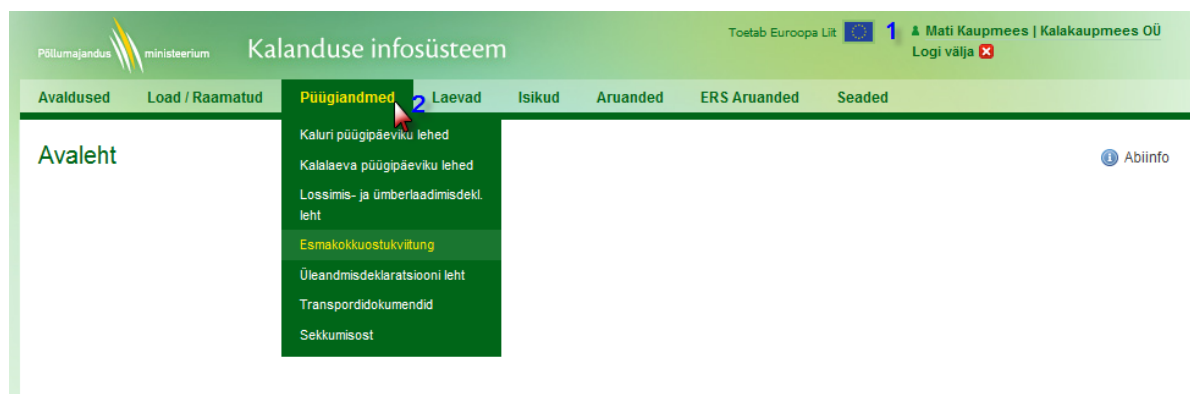 Põllumajandus ministeerium
Kalanduse infosüsteem
Toetab Euroopa Liit
1
Mati Kaupmees | Kalakaupmees OÜ
Logi välja
Avaldused Load / Raamatud Püügiandmed 2 Laevad Isikud Aruanded ERS Aruanded Seaded
Kaluri püügipäeviku lehed
Avaleht
Kalalaeva püügipäeviku lehed
Abiinfo
Lossimis- ja ümberlaadimisdekl.
leht
Esmakokkuostukviitung
Üleandmisdeklaratsiooni leht
Transpordidokumendid
Sekkumisost